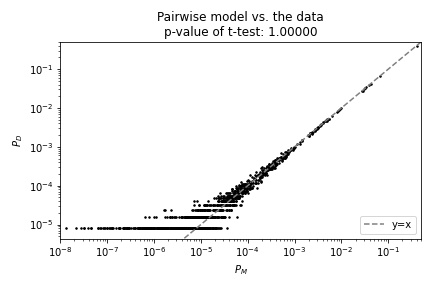 Pairwise model vs. the data
p-value of t-test: 1.00000
10⁻¹
10⁻²
10⁻³
10⁻⁴
10⁻⁵
P_D
y=x
10⁻⁸ 10⁻⁷ 10⁻⁶ 10⁻⁵ 10⁻⁴ 10⁻³ 10⁻² 10⁻¹
P_M